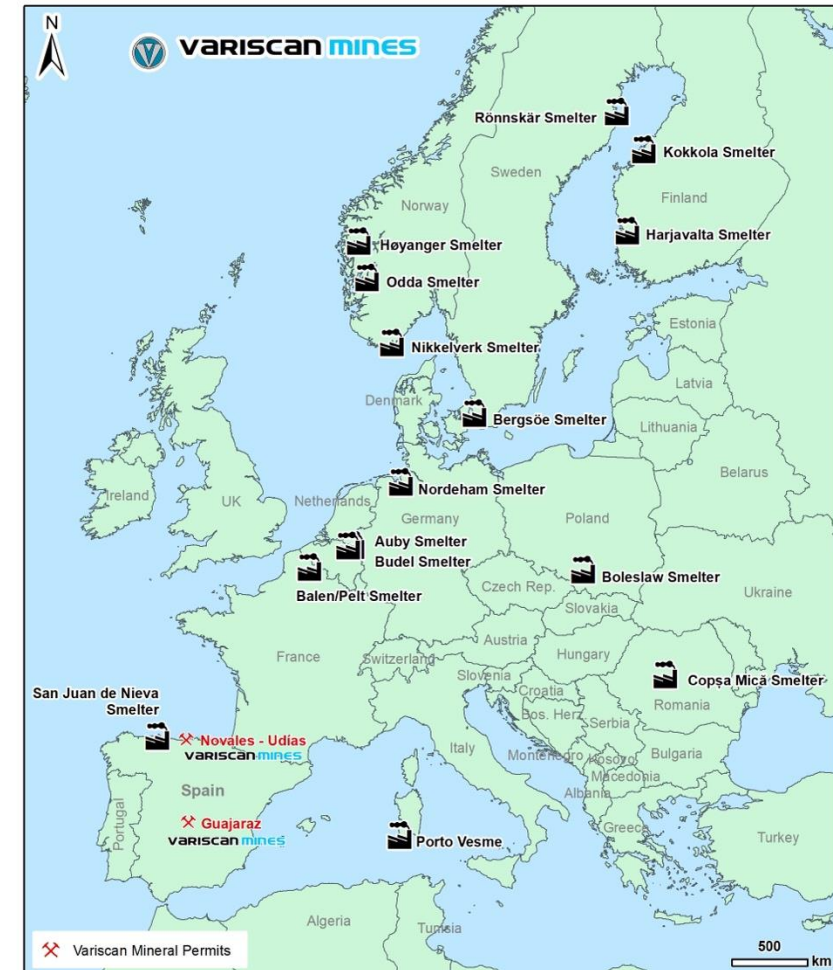 N
VARISCAN MINES
Rönnskär Smelter
Kokkola Smelter
Sweden
Finland
Norway
Harjavalta Smelter
Høyanger Smelter
Odda Smelter
Estonia
Nikkelverk Smelter
Latvia
Denmark
Bergsöe Smelter
Lithuania
Belarus
Ireland
UK
Netherlands
Nordeham Smelter
Germany
Poland
Auby Smelter
Budel Smelter
Balen/Pelt Smelter
Boleslaw Smelter
Czech Rep.
Ukraine
Slovakia
Austria
France
Switzerland
Hungary
Slovenia
Copșa Mică Smelter
Croatia
Romania
San Juan de Nieva
Smelter
Bos. Herz.
Serbia
Novales - Udías
VARISCAN MINES
Italy
Montenegro
Kosovo
Bulgaria
Macedonia
Albania
Spain
Portugal
Guajaraz
VARISCAN MINES
Porto Vesme
Greece
Turkey
Algeria
Tunisia
Variscan Mineral Permits
500
km